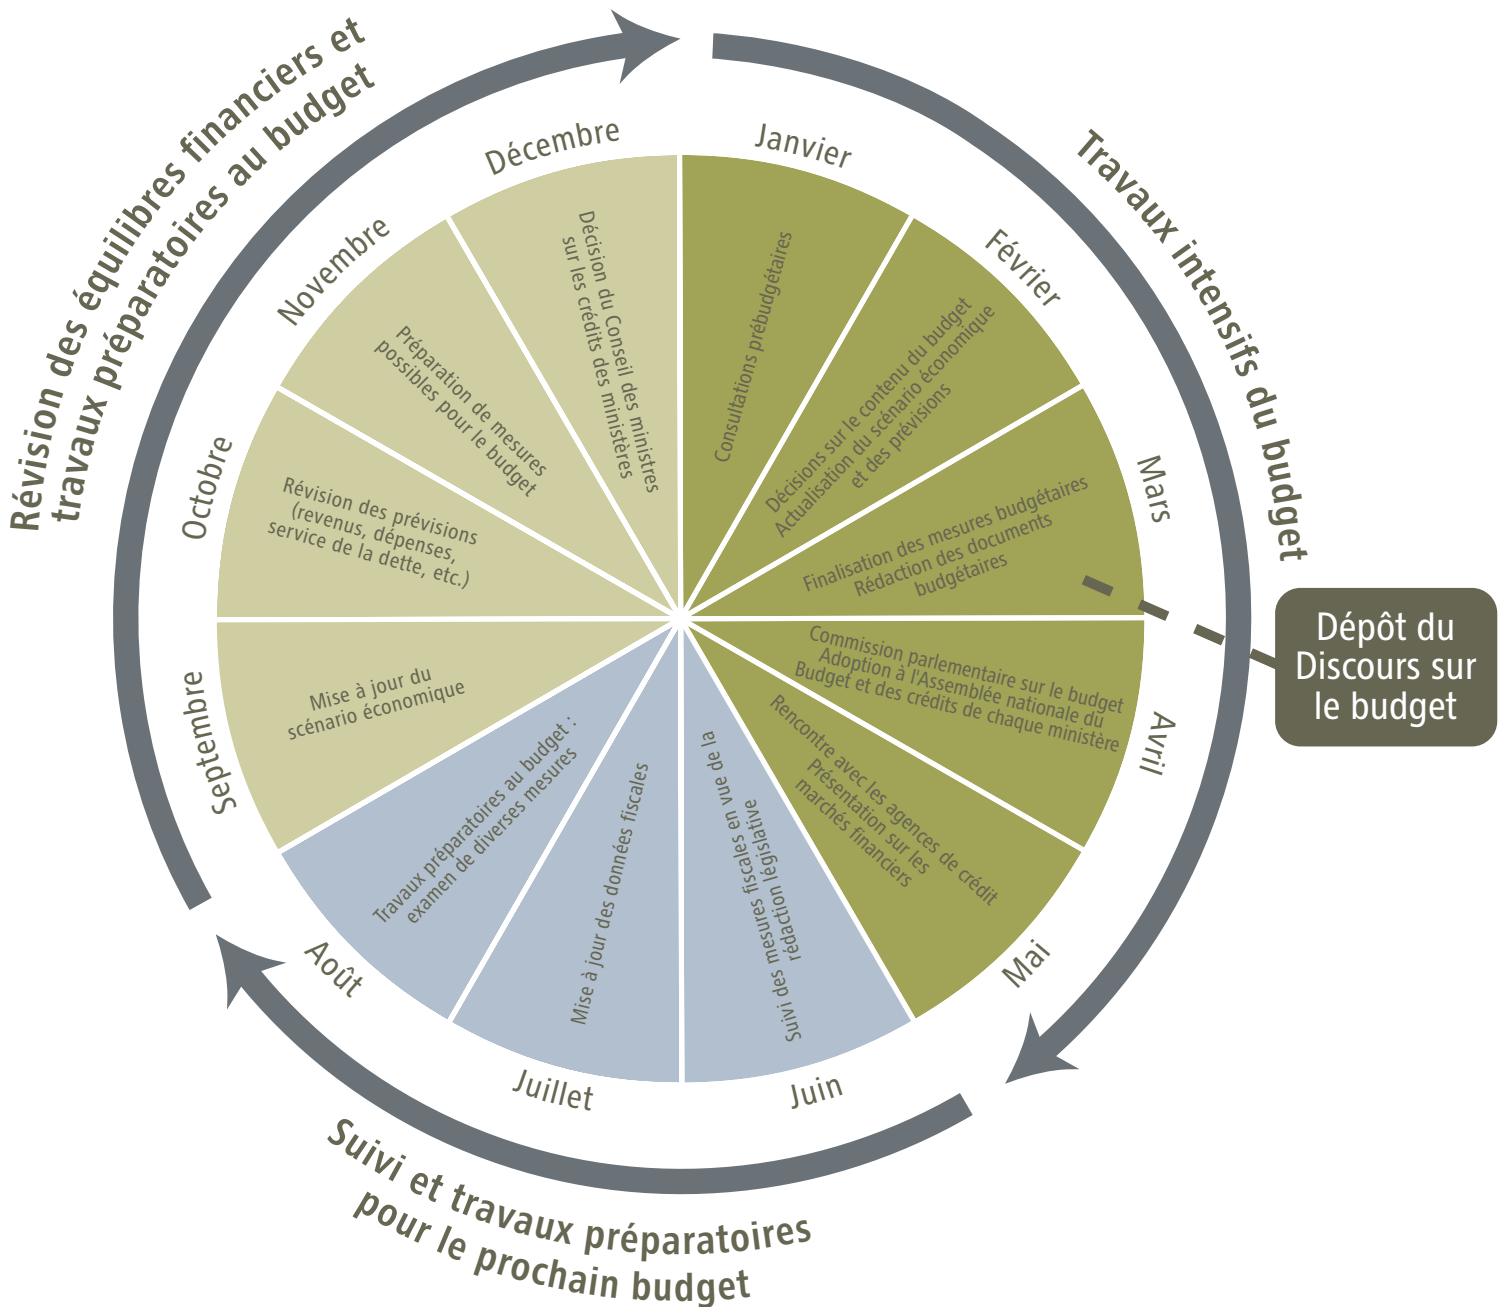 Révision des équilibres financiers et
travaux préparatoires au budget
Travaux intensifs du budget
Suivi et travaux préparatoires
pour le prochain budget
Janvier
Consultations prébudgétaires
Février
Décisions sur le contenu du budget
Actualisation du scénario économique
et des prévisions
Mars
Finalisation des mesures budgétaires
Rédaction des documents
budgétaires
Dépôt du
Discours sur
le budget
Avril
Commission parlementaire sur le budget
Adoption à l'Assemblée nationale du
Budget et des crédits de chaque ministère
Mai
Rencontre avec les agences de crédit
Présentation sur les
marchés financiers
Juin
Suivi des mesures fiscales en vue de la
rédaction législative
Juillet
Mise à jour des données fiscales
Août
Travaux préparatoires au budget :
examen de diverses mesures
Septembre
Mise à jour du
scénario économique
Octobre
Révision des prévisions
(revenus, dépenses,
service de la dette, etc.)
Novembre
Préparation de mesures
possibles pour le budget
Décembre
Décision du Conseil des ministres
sur les crédits des ministères